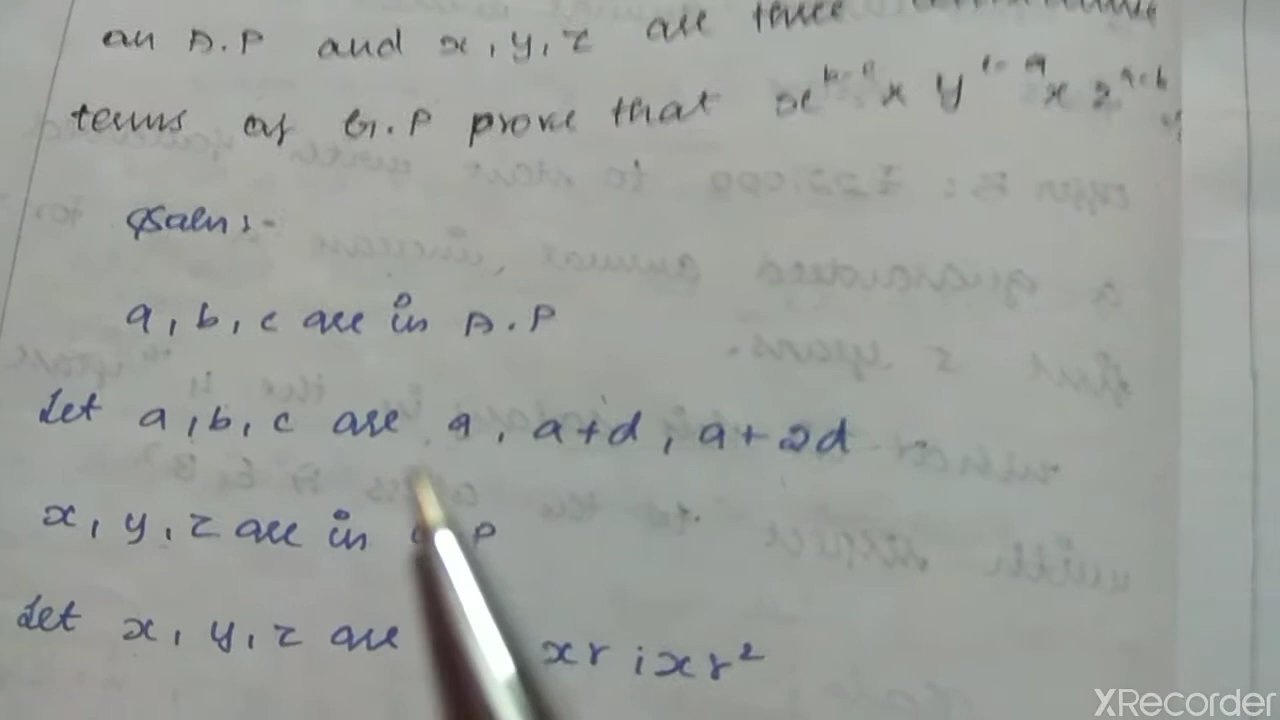 an A.P and x, y, z are three
terms of G.P prove that x^b-c x y^c-a x z^a-b
Soln:-
a, b, c are in A.P
Let a, b, c are a, a+d, a+2d
x, y, z are in P
Let x, y, z are xr, xr²
XRecorder